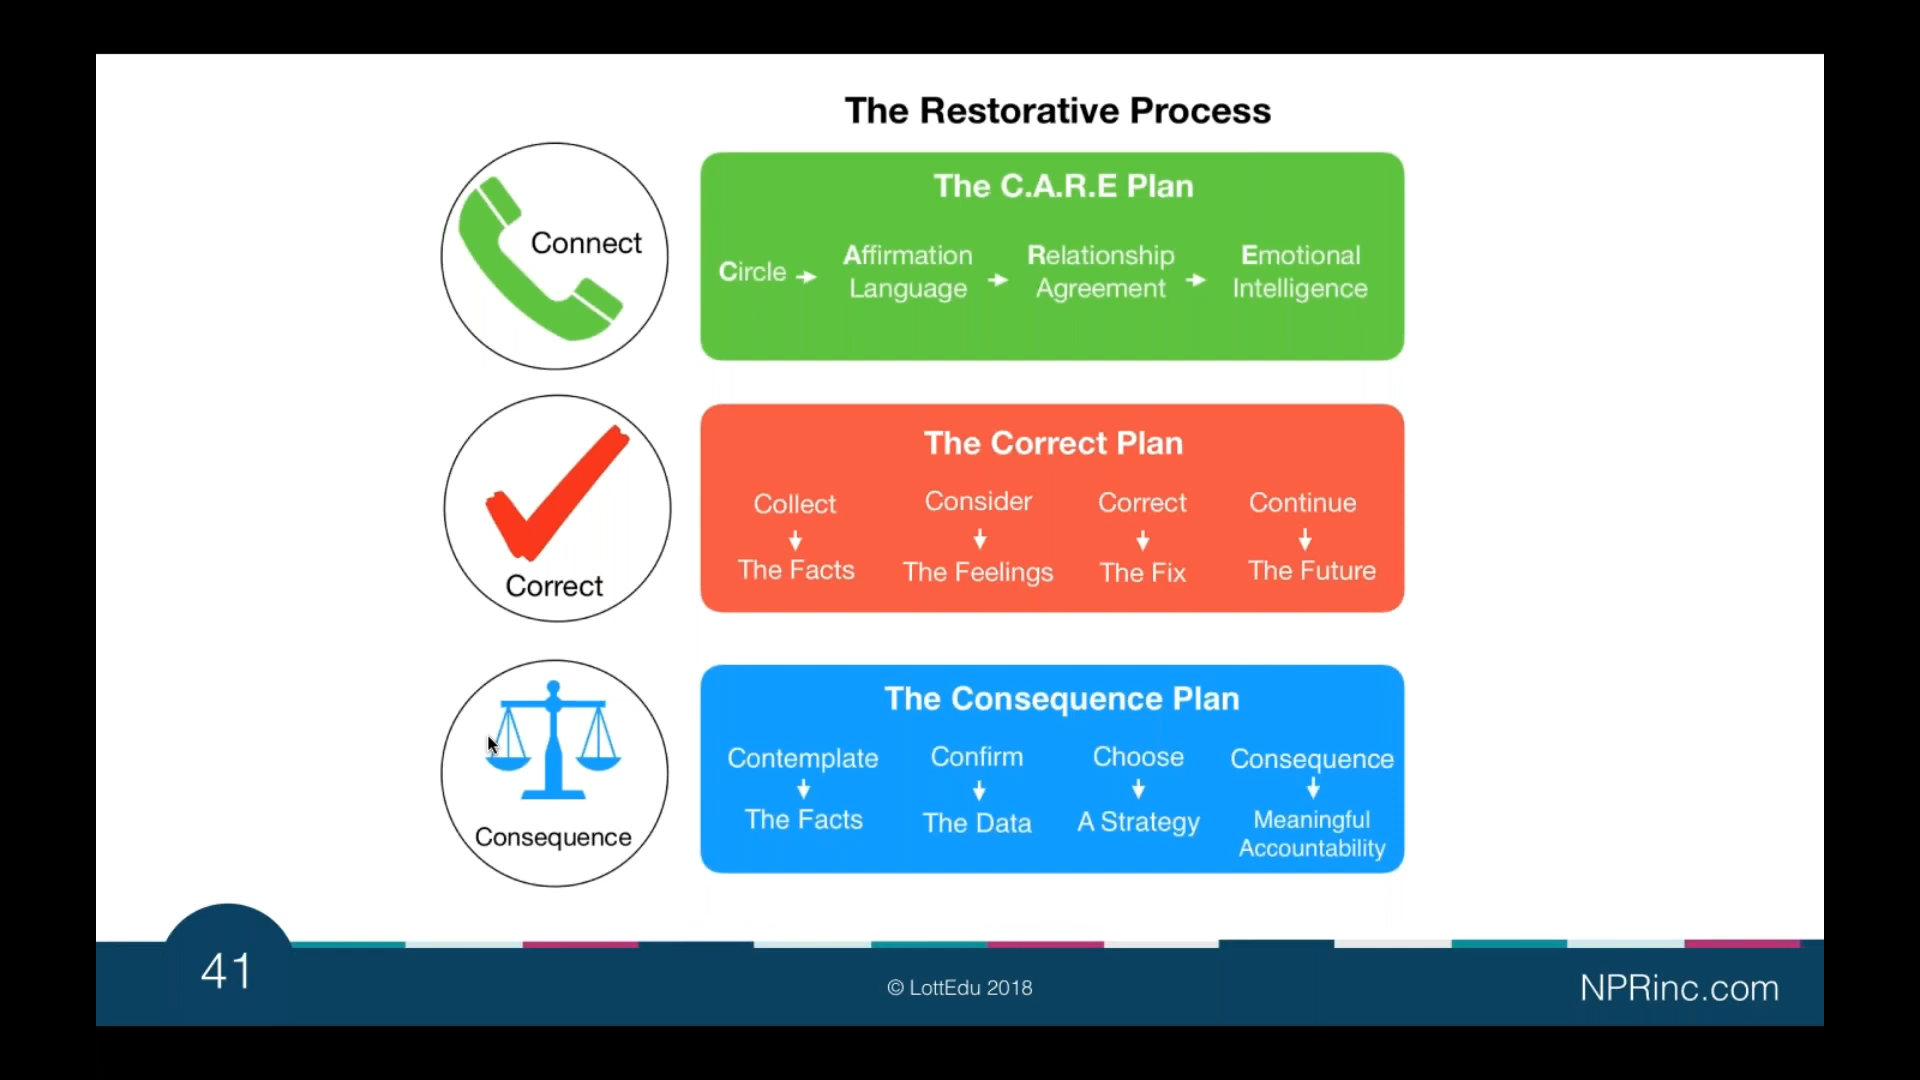 The Restorative Process
Connect
The C.A.R.E Plan
Circle
Affirmation
Language
Relationship
Agreement
Emotional
Intelligence
Correct
The Correct Plan
Collect
The Facts
Consider
The Feelings
Correct
The Fix
Continue
The Future
Consequence
The Consequence Plan
Contemplate
The Facts
Confirm
The Data
Choose
A Strategy
Consequence
Meaningful
Accountability
41
© LottEdu 2018
NPRinc.com